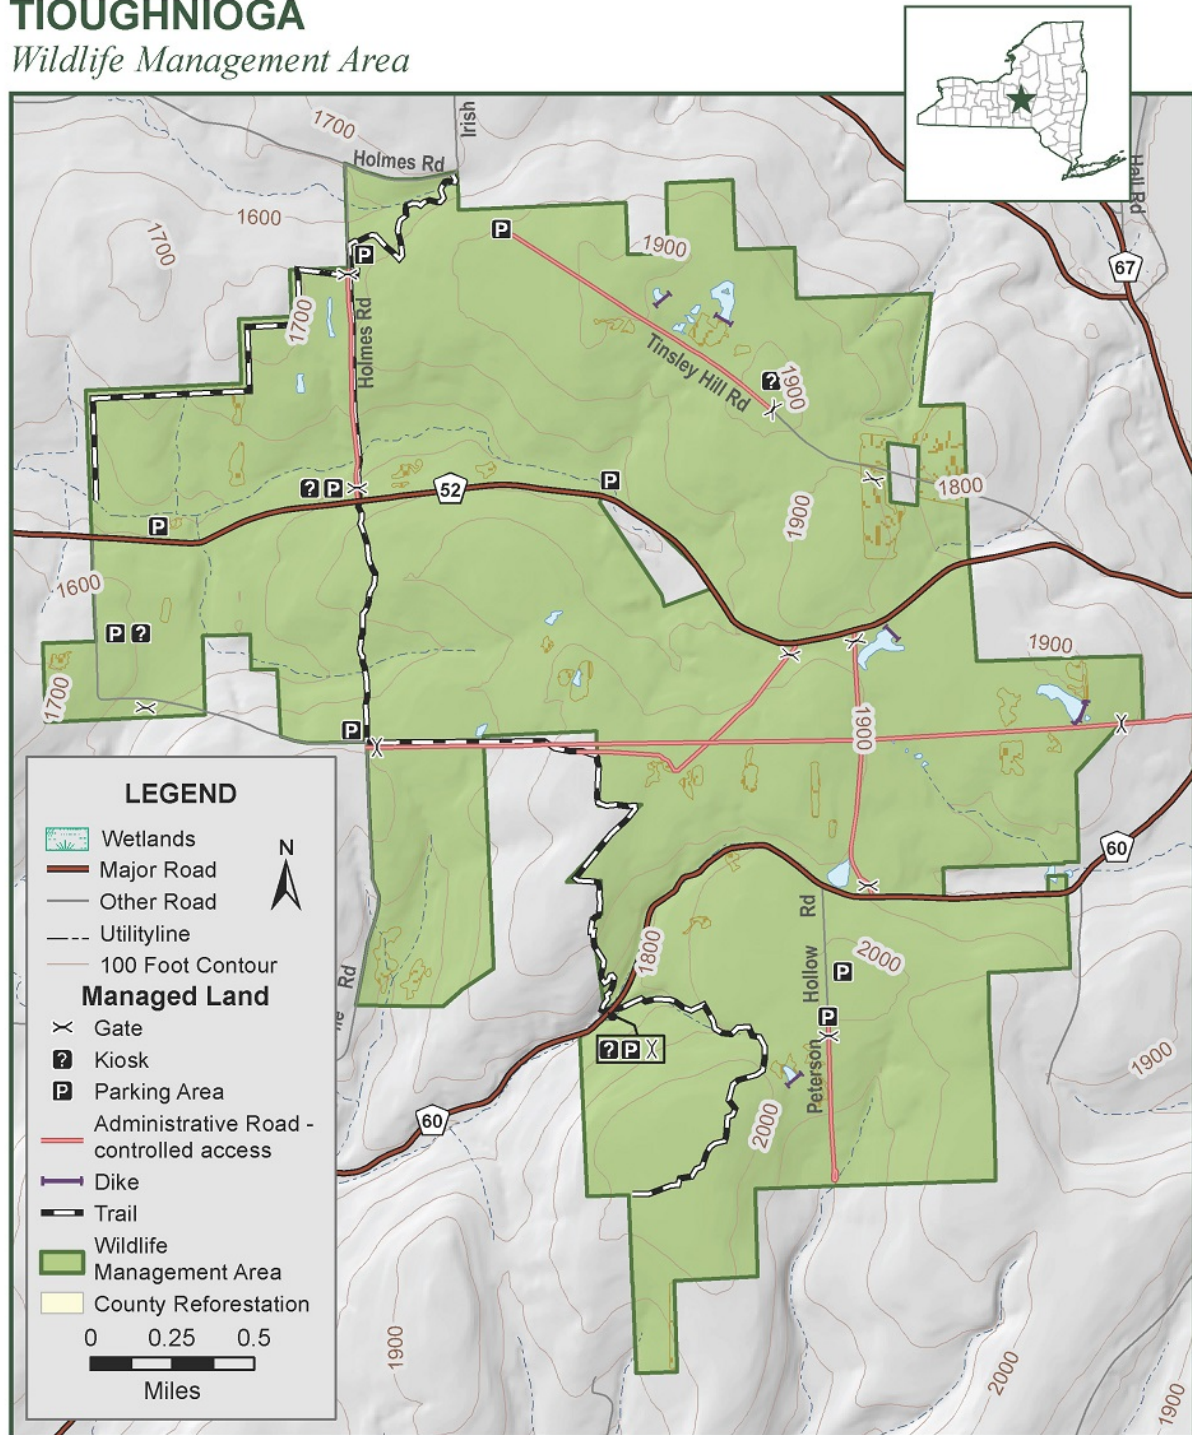 TIOUGHNIOGA
Wildlife Management Area
Irish
Hall Rd
1700
Holmes Rd
1600
1700
P
P
1900
67
1700
Holmes Rd
Tinsley Hill Rd
?
1900
? P
52
P
1800
1900
P
1600
P ?
1900
1700
P
1900
LEGEND
Wetlands
Major Road
Other Road
Utilityline
100 Foot Contour
Managed Land
Gate
? Kiosk
P Parking Area
Administrative Road -
controlled access
Dike
Trail
Wildlife
Management Area
County Reforestation
0 0.25 0.5
Miles
N
60
Rd
1800
Peterson Hollow Rd
2000
P
P
? P
1900
2000
60
1900
2000
1900